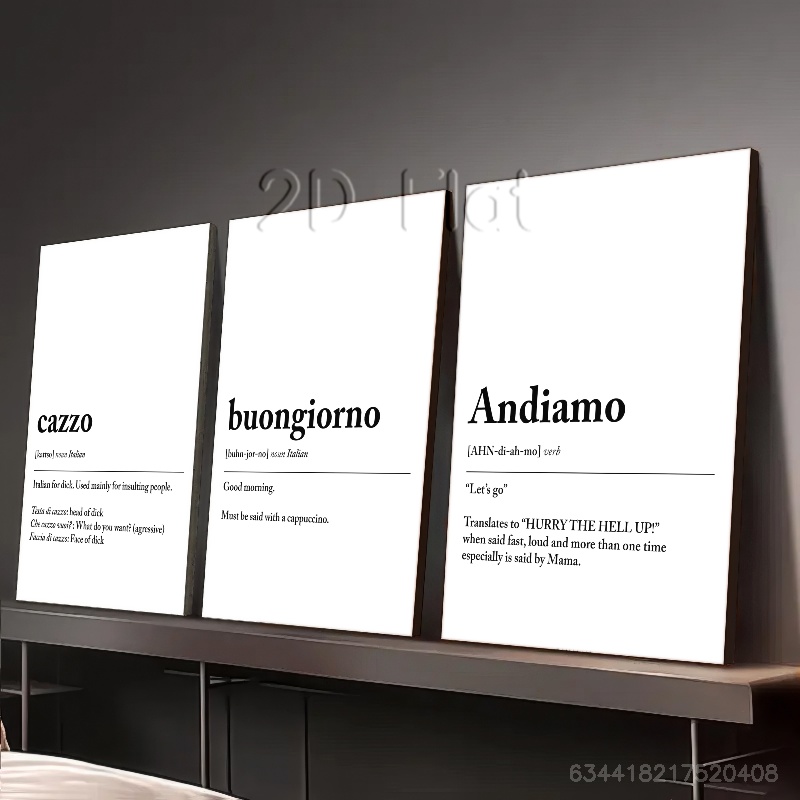 2D Flat
cazzo
[kattso] noun Italian
Italian for dick. Used mainly for insulting people.
Testa di cazzo: head of dick
Che cazzo vuoi?: What do you want? (agressive)
Faccia di cazzo: Face of dick
buongiorno
[buhn-jor-no] noun Italian
Good morning.
Must be said with a cappuccino.
Andiamo
[AHN-di-ah-mo] verb
“Let’s go”
Translates to “HURRY THE HELL UP!”
when said fast, loud and more than one time
especially is said by Mama.
634418217520408